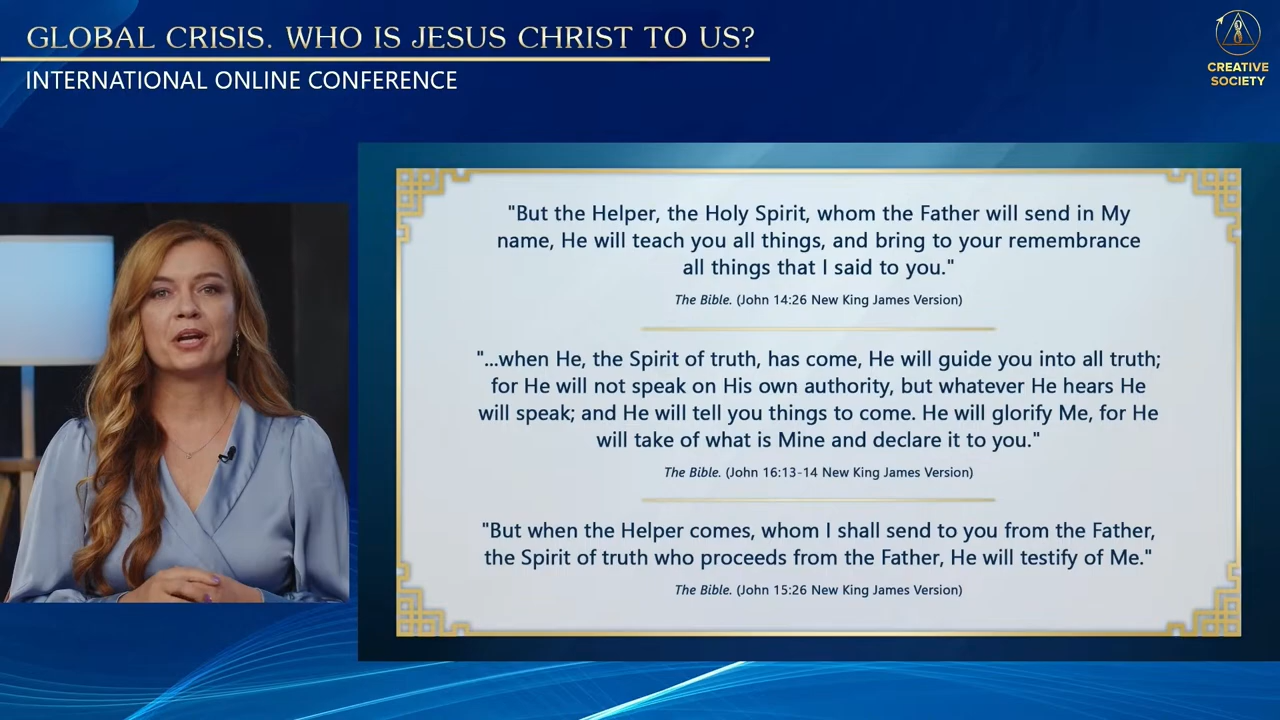 GLOBAL CRISIS. WHO IS JESUS CHRIST TO US?
INTERNATIONAL ONLINE CONFERENCE
CREATIVE
SOCIETY
"But the Helper, the Holy Spirit, whom the Father will send in My
name, He will teach you all things, and bring to your remembrance
all things that I said to you."
The Bible. (John 14:26 New King James Version)
"...when He, the Spirit of truth, has come, He will guide you into all truth;
for He will not speak on His own authority, but whatever He hears He
will speak; and He will tell you things to come. He will glorify Me, for He
will take of what is Mine and declare it to you."
The Bible. (John 16:13-14 New King James Version)
"But when the Helper comes, whom I shall send to you from the Father,
the Spirit of truth who proceeds from the Father, He will testify of Me."
The Bible. (John 15:26 New King James Version)